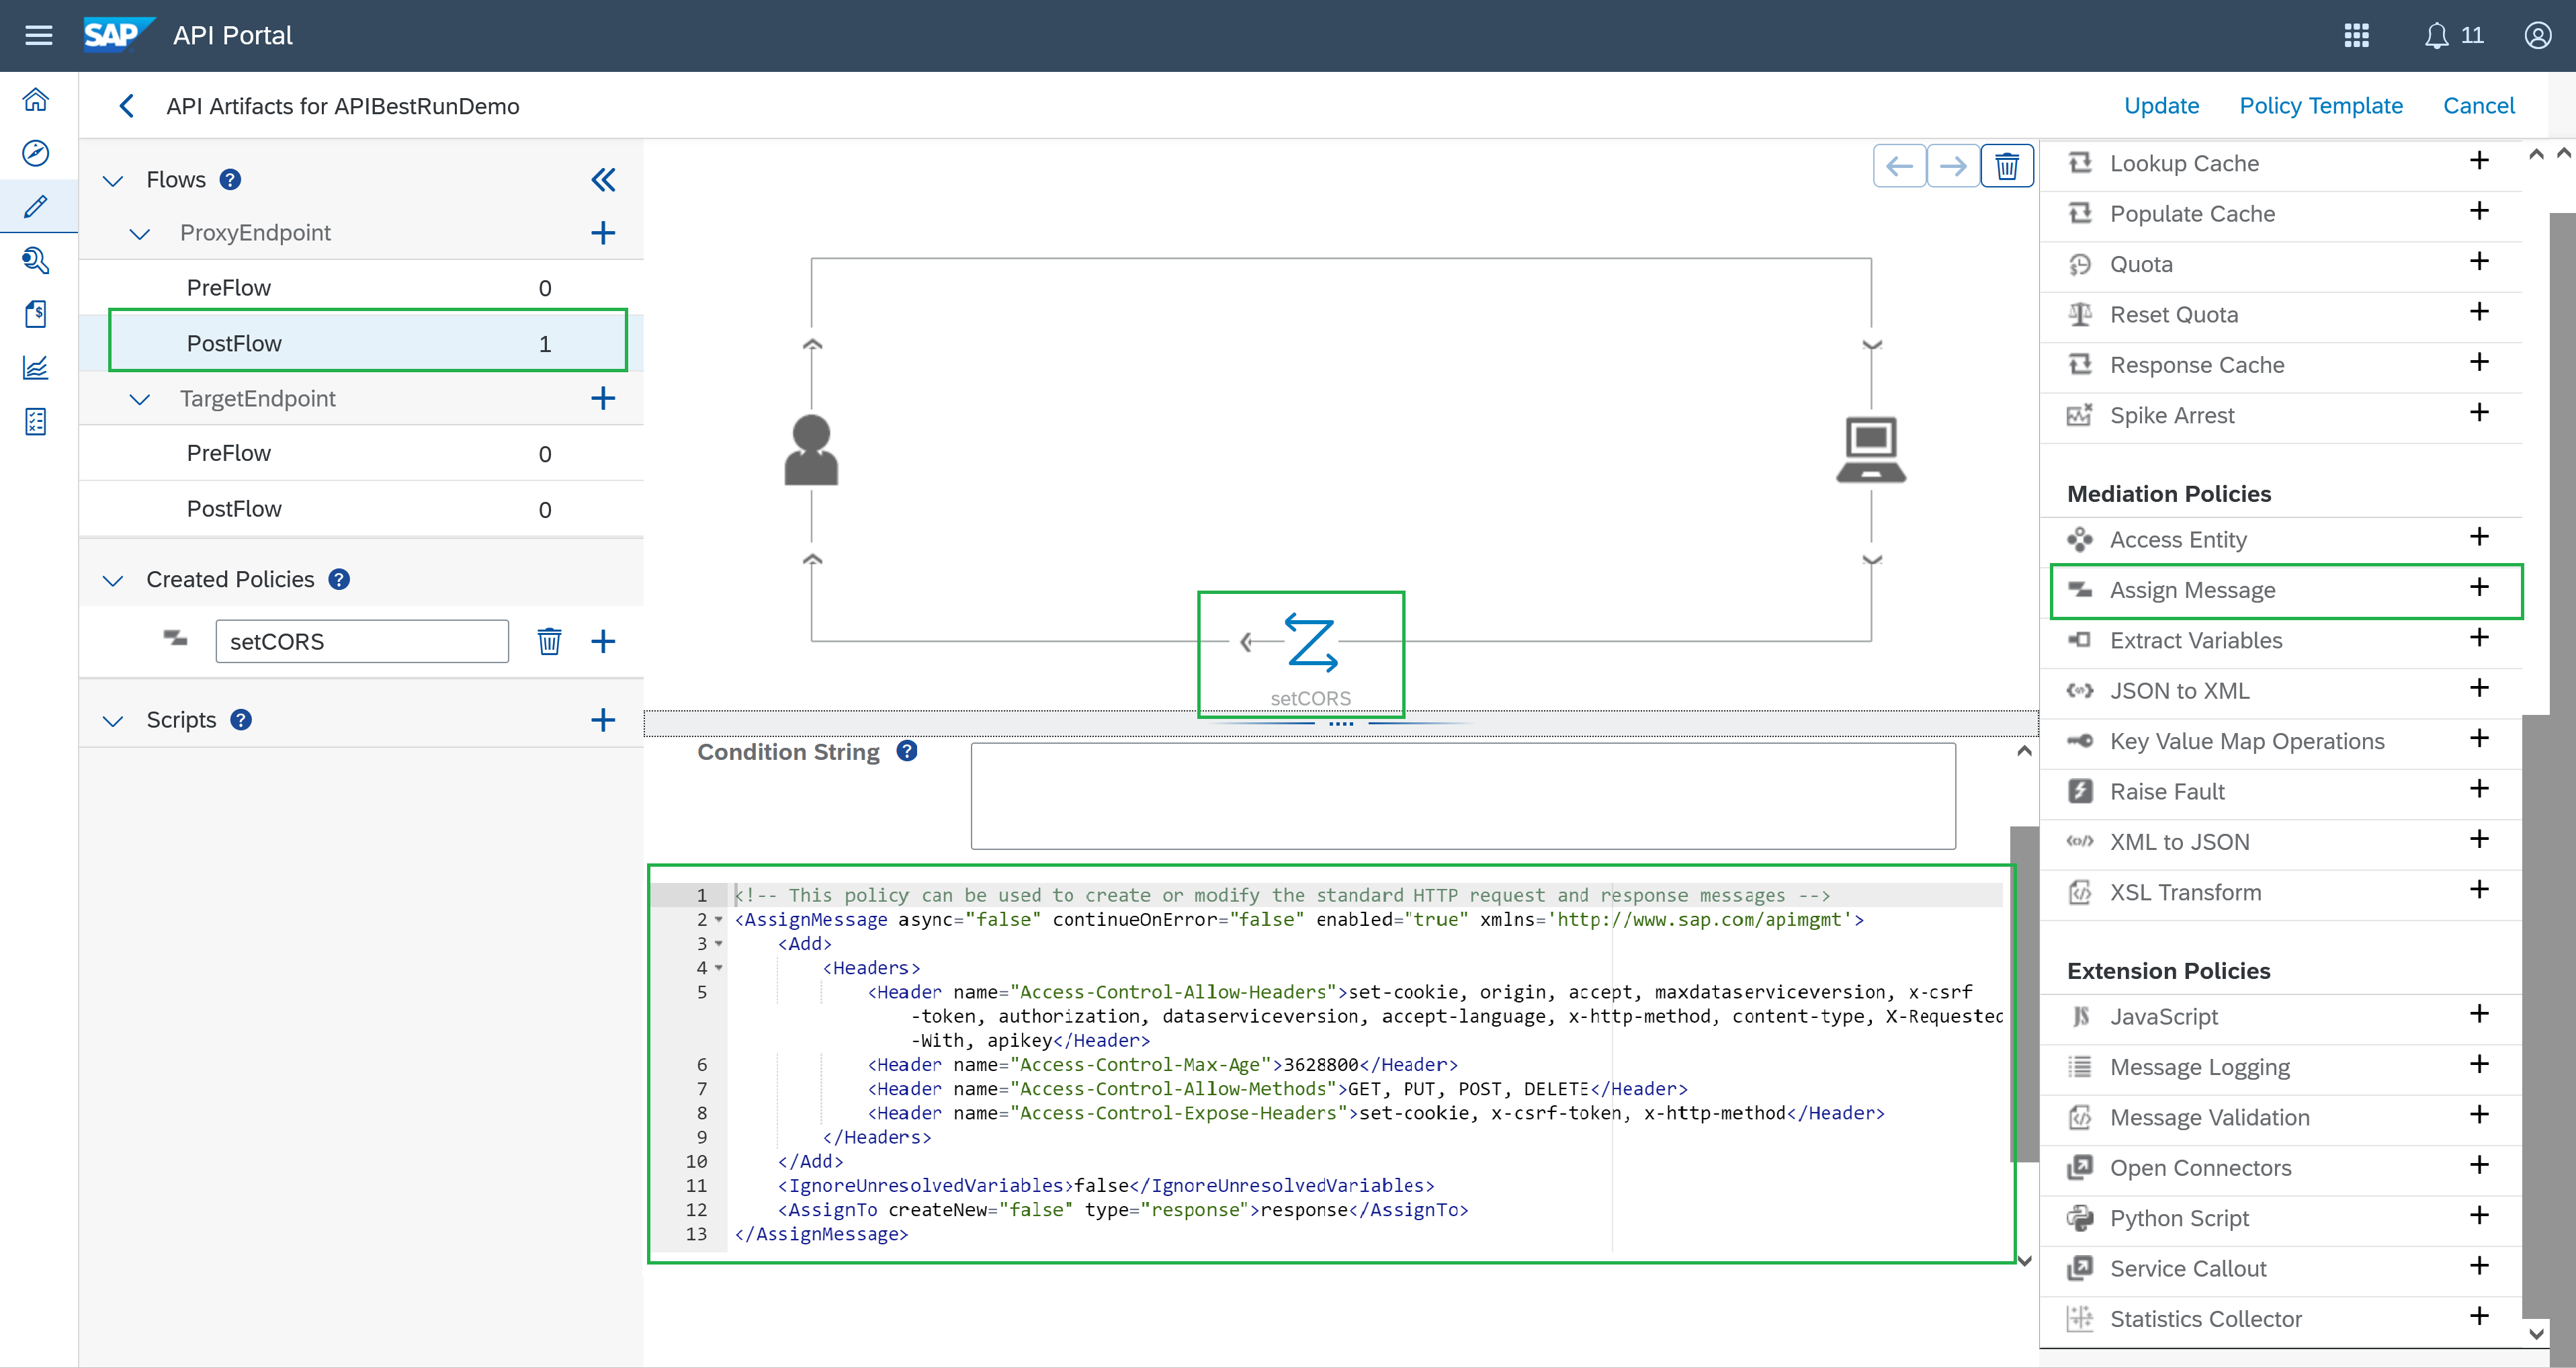 SAP API Portal
11
API Artifacts for APIBestRunDemo
Update Policy Template Cancel
Flows ?
ProxyEndpoint
PreFlow 0
PostFlow 1
TargetEndpoint
PreFlow 0
PostFlow 0
Created Policies ?
setCORS
Scripts ?
setCORS
Condition String ?
1 <!-- This policy can be used to create or modify the standard HTTP request and response messages -->
2 <AssignMessage async="false" continueOnError="false" enabled="true" xmlns='http://www.sap.com/apimgmt'>
3 <Add>
4 <Headers>
5 <Header name="Access-Control-Allow-Headers">set-cookie, origin, accept, maxdataserviceversion, x-csrf
-token, authorization, dataserviceversion, accept-language, x-http-method, content-type, X-Requested
-With, apikey</Header>
6 <Header name="Access-Control-Max-Age">3628800</Header>
7 <Header name="Access-Control-Allow-Methods">GET, PUT, POST, DELETE</Header>
8 <Header name="Access-Control-Expose-Headers">set-cookie, x-csrf-token, x-http-method</Header>
9 </Headers>
10 </Add>
11 <IgnoreUnresolvedVariables>false</IgnoreUnresolvedVariables>
12 <AssignTo createNew="false" type="response">response</AssignTo>
13 </AssignMessage>
Lookup Cache
Populate Cache
Quota
Reset Quota
Response Cache
Spike Arrest
Mediation Policies
Access Entity
Assign Message
Extract Variables
JSON to XML
Key Value Map Operations
Raise Fault
XML to JSON
XSL Transform
Extension Policies
JavaScript
Message Logging
Message Validation
Open Connectors
Python Script
Service Callout
Statistics Collector